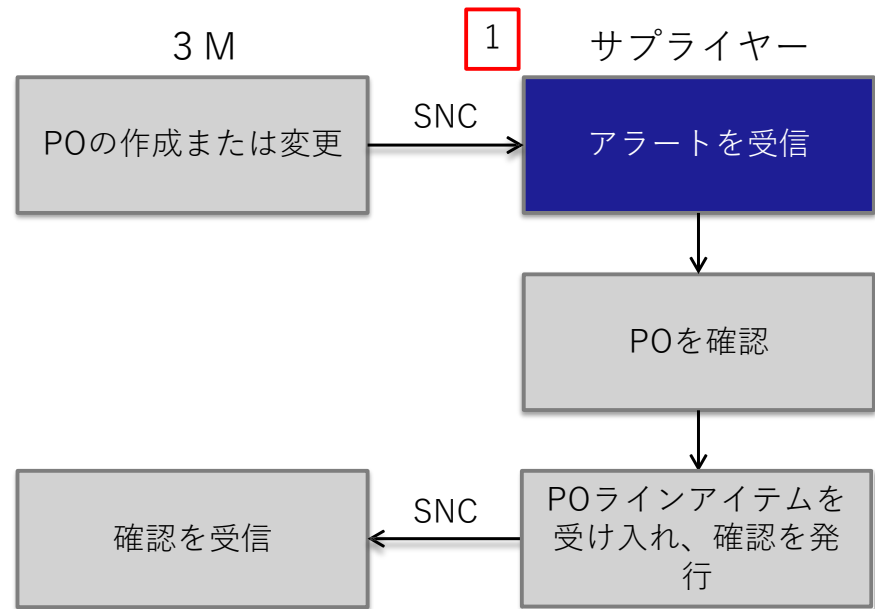 ３Ｍ
1
サプライヤー
POの作成または変更
SNC
アラートを受信
POを確認
確認を受信
SNC
POラインアイテムを
受け入れ、確認を発
行